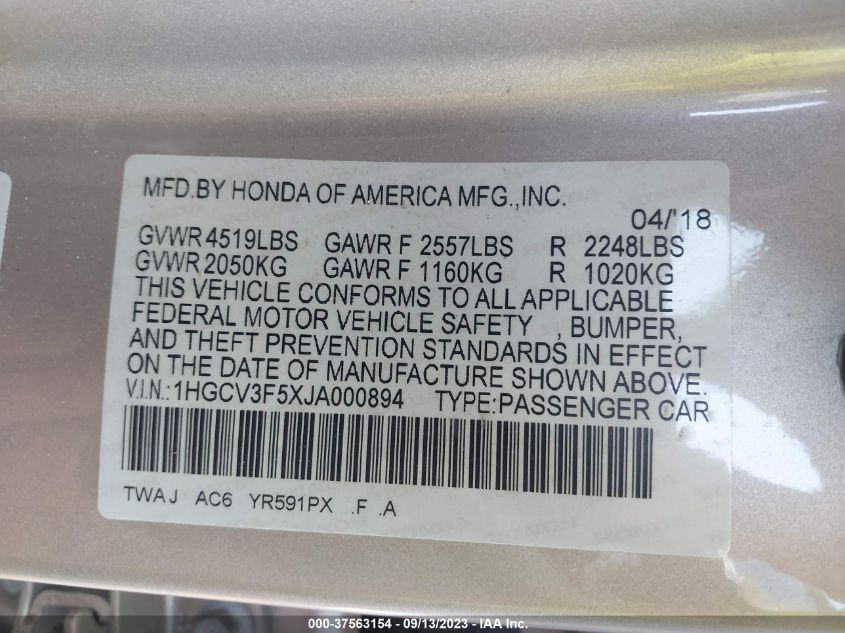 MFD.BY HONDA OF AMERICA MFG.,INC.
04/'18
GVWR 4519LBS GAWR F 2557LBS R 2248LBS
GVWR 2050KG GAWR F 1160KG R 1020KG
THIS VEHICLE CONFORMS TO ALL APPLICABLE
FEDERAL MOTOR VEHICLE SAFETY , BUMPER,
AND THEFT PREVENTION STANDARDS IN EFFECT
ON THE DATE OF MANUFACTURE SHOWN ABOVE.
V.I.N.:1HGCV3F5XJA000894 TYPE:PASSENGER CAR
TWAJ AC6 YR591PX .F .A
000-37563154 - 09/13/2023 - IAA Inc.